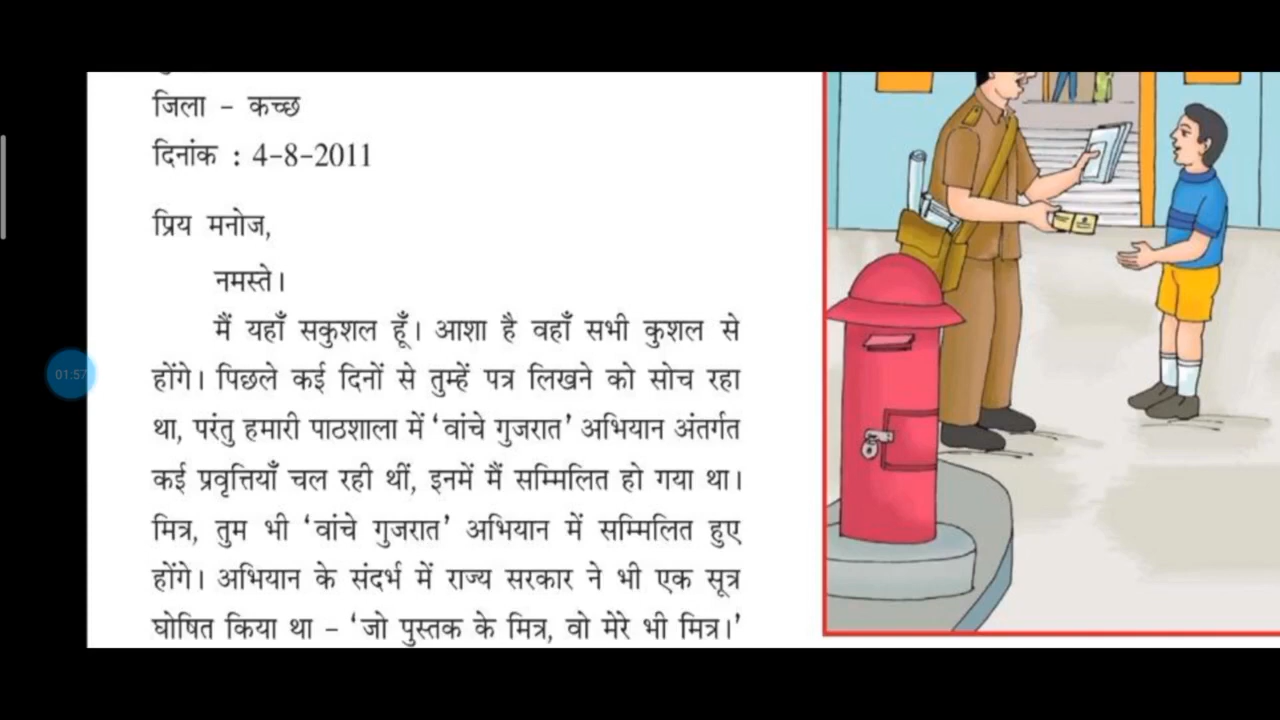 जिला - कच्छ
दिनांक : 4-8-2011
प्रिय मनोज,
नमस्ते।
मैं यहाँ सकुशल हूँ। आशा है वहाँ सभी कुशल से
होंगे। पिछले कई दिनों से तुम्हें पत्र लिखने को सोच रहा
था, परंतु हमारी पाठशाला में ‘वांचे गुजरात’ अभियान अंतर्गत
कई प्रवृत्तियाँ चल रही थीं, इनमें मैं सम्मिलित हो गया था।
मित्र, तुम भी ‘वांचे गुजरात’ अभियान में सम्मिलित हुए
होंगे। अभियान के संदर्भ में राज्य सरकार ने भी एक सूत्र
घोषित किया था - ‘जो पुस्तक के मित्र, वो मेरे भी मित्र।’
01:57